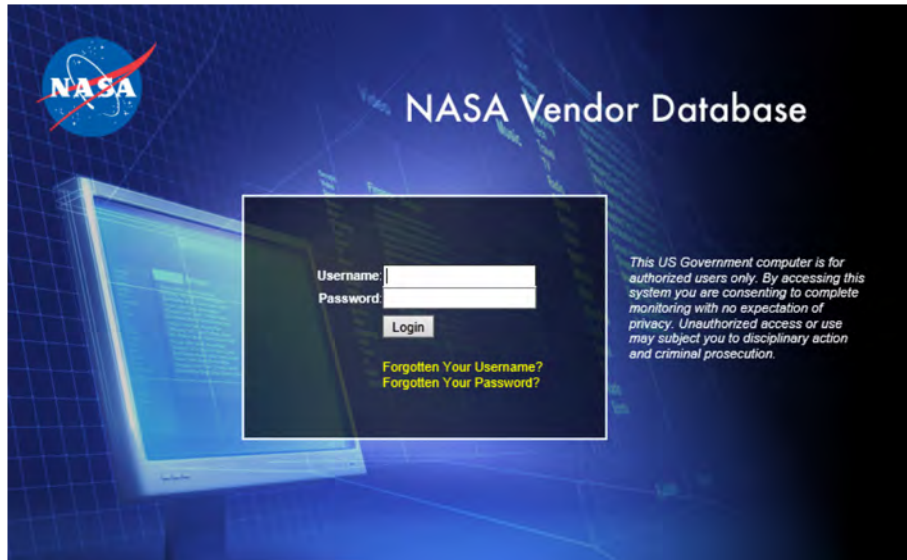 NASA
NASA Vendor Database
Username:
Password:
Login
Forgotten Your Username?
Forgotten Your Password?
This US Government computer is for
authorized users only. By accessing this
system you are consenting to complete
monitoring with no expectation of
privacy. Unauthorized access or use
may subject you to disciplinary action
and criminal prosecution.